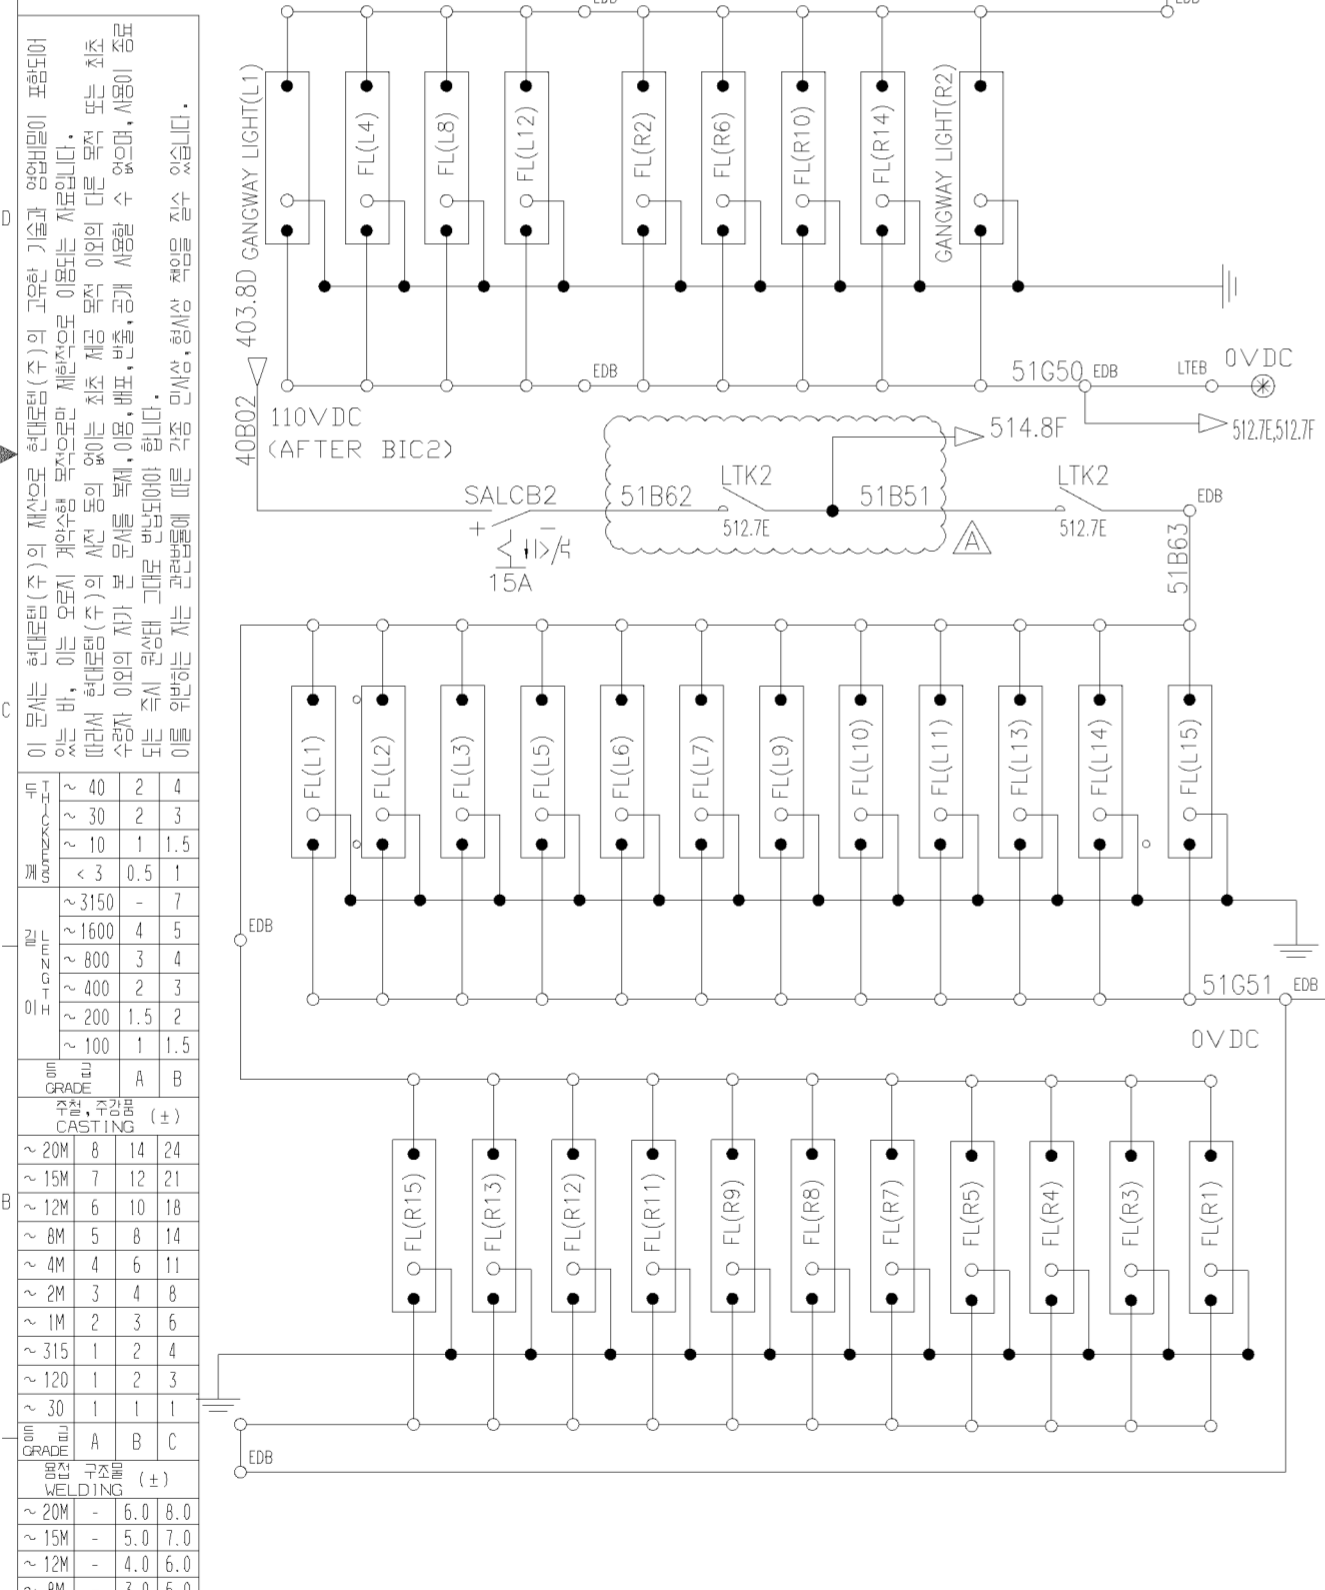 EDB
EDB
GANGWAY LIGHT(L1)
FL(L4)
FL(L8)
FL(L12)
FL(R2)
FL(R6)
FL(R10)
FL(R14)
GANGWAY LIGHT(R2)
D
403.8D
40B02
EDB
51G50
EDB
LTEB
0VDC
512.7E,512.7F
110VDC
(AFTER BIC2)
514.8F
SALCB2
+
-
15A
51B62
LTK2
512.7E
51B51
A
LTK2
512.7E
EDB
51B63
C
FL(L1)
FL(L2)
FL(L3)
FL(L5)
FL(L6)
FL(L7)
FL(L9)
FL(L10)
FL(L11)
FL(L13)
FL(L14)
FL(L15)
EDB
51G51
EDB
0VDC
B
FL(R15)
FL(R13)
FL(R12)
FL(R11)
FL(R9)
FL(R8)
FL(R7)
FL(R5)
FL(R4)
FL(R3)
FL(R1)
EDB
이 문서는 현대로템(주)의 재산으로 현대로템(주)의 고유한 기술과 영업비밀이 포함되어
있는 바, 이는 오로지 계약수행 목적으로만 제한적으로 이용되는 자료입니다.
따라서 현대로템(주)의 사전 동의 없이는 최초 제공 목적 이외의 다른 목적 또는 최초
수령자 이외의 자가 본 문서를 복제,이용,배포,반출,공개 사용할 수 없으며,사용이 종료
또는 즉시 원상태 그대로 반납되어야 합니다.
이를 위반하는 자는 관련법률에 따른 각종 민사상,형사상 책임을 질수 있습니다.
두께 THICKNESS
~ 40 2 4
~ 30 2 3
~ 10 1 1.5
< 3 0.5 1
길이 LENGTH
~3150 - 7
~1600 4 5
~ 800 3 4
~ 400 2 3
~ 200 1.5 2
~ 100 1 1.5
등 급
GRADE A B
주철,주강품 (±)
CASTING
~ 20M 8 14 24
~ 15M 7 12 21
~ 12M 6 10 18
~ 8M 5 8 14
~ 4M 4 6 11
~ 2M 3 4 8
~ 1M 2 3 6
~ 315 1 2 4
~ 120 1 2 3
~ 30 1 1 1
등 급
GRADE A B C
용접 구조물 (±)
WELDING
~ 20M - 6.0 8.0
~ 15M - 5.0 7.0
~ 12M - 4.0 6.0
~ 8M 3.0 5.0